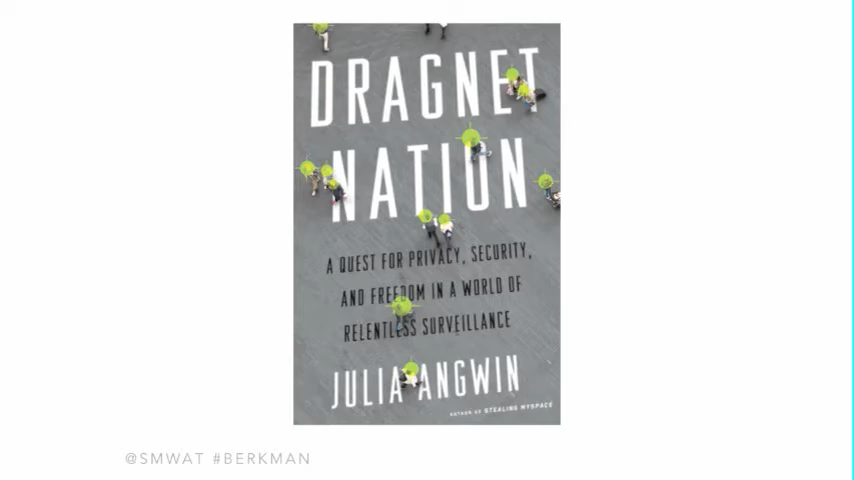 DRAGNET
NATION
A QUEST FOR PRIVACY, SECURITY,
AND FREEDOM IN A WORLD OF
RELENTLESS SURVEILLANCE
JULIA ANGWIN
AUTHOR OF STEALING MYSPACE
@SMWAT #BERKMAN